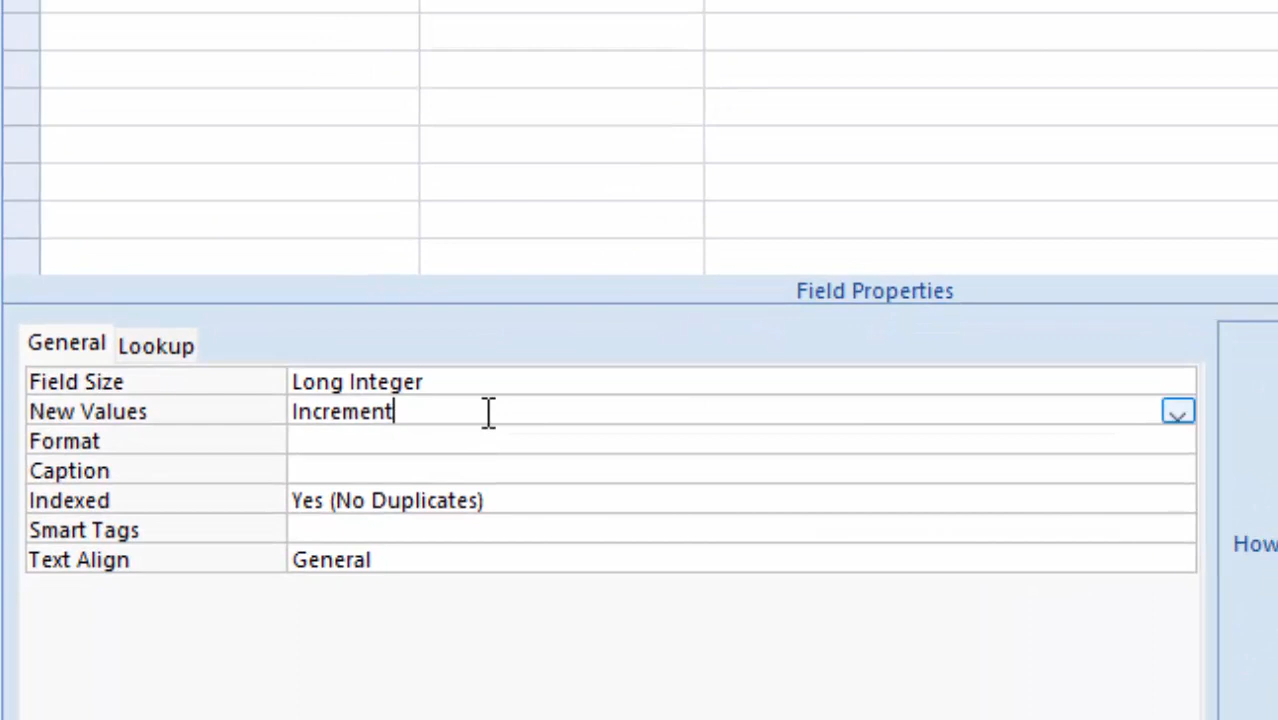 Field Properties
General Lookup
Field Size Long Integer
New Values Increment
Format
Caption
Indexed Yes (No Duplicates)
Smart Tags
Text Align General
How